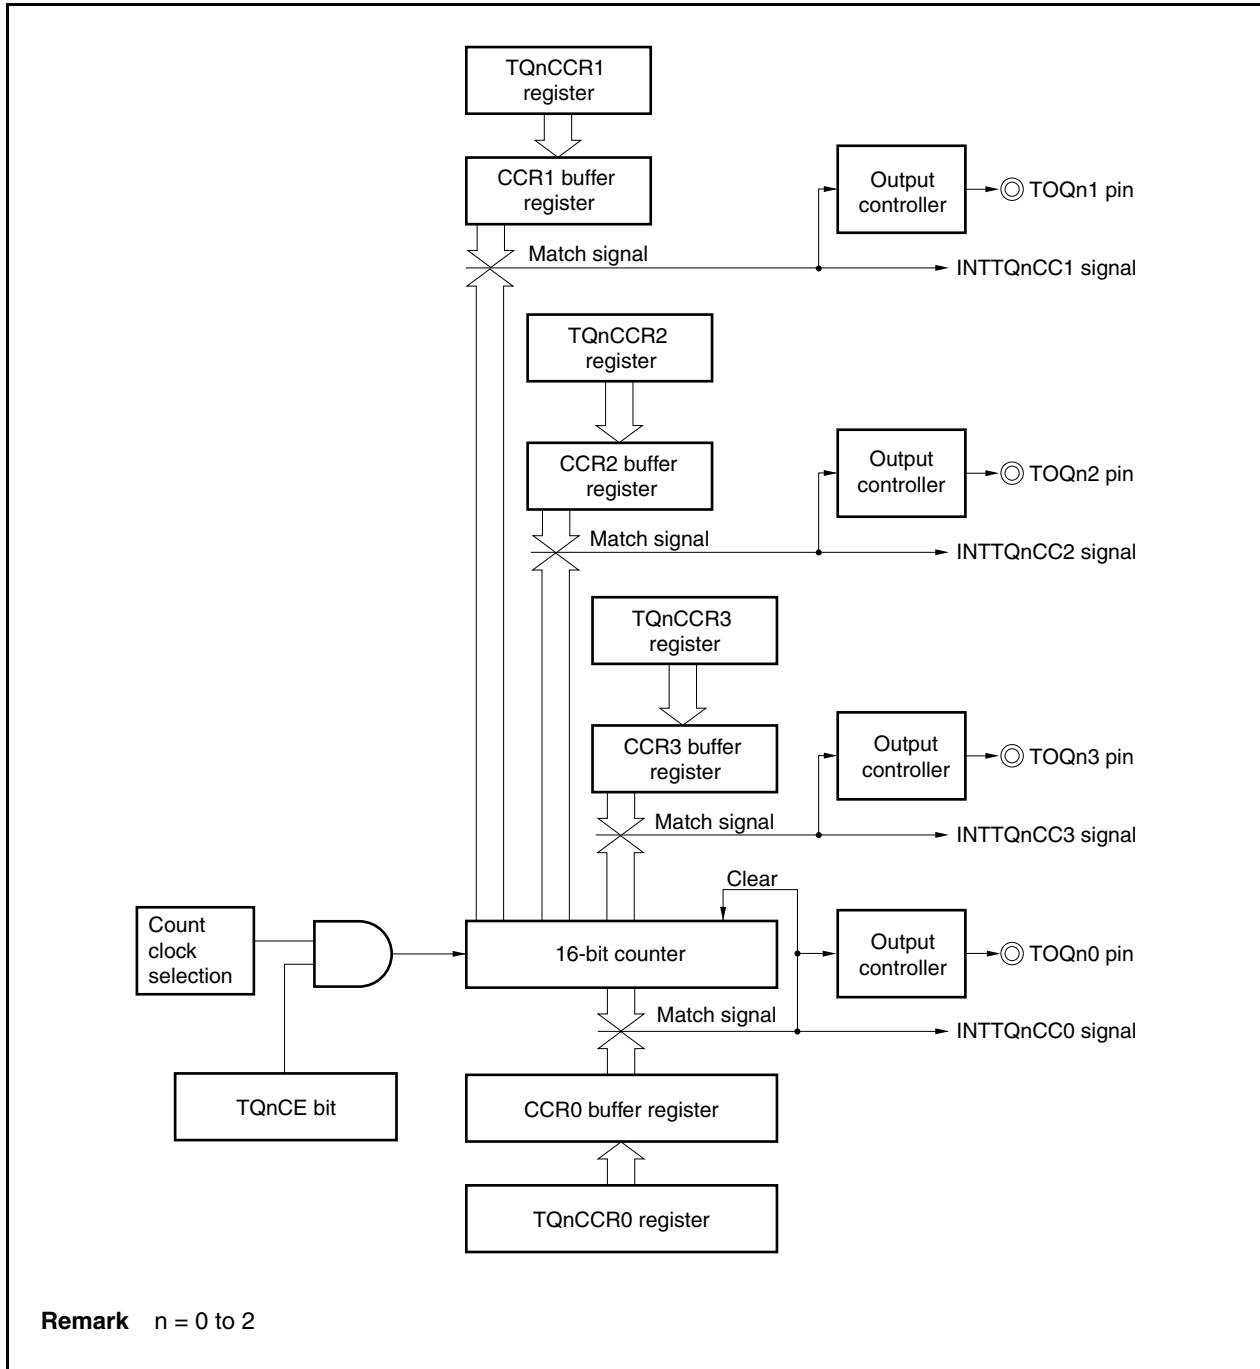 TQnCCR1
register
CCR1 buffer
register
Output
controller
TOQn1 pin
Match signal
INTTQnCC1 signal
TQnCCR2
register
CCR2 buffer
register
Output
controller
TOQn2 pin
Match signal
INTTQnCC2 signal
TQnCCR3
register
CCR3 buffer
register
Output
controller
TOQn3 pin
Match signal
INTTQnCC3 signal
Clear
Count
clock
selection
16-bit counter
Output
controller
TOQn0 pin
Match signal
INTTQnCC0 signal
TQnCE bit
CCR0 buffer register
TQnCCR0 register
Remark n = 0 to 2